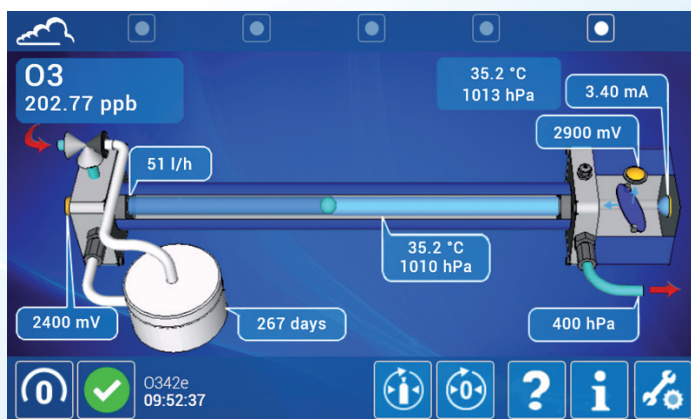 O3
202.77 ppb
35.2 °C
1013 hPa
3.40 mA
2900 mV
51 l/h
35.2 °C
1010 hPa
2400 mV
267 days
400 hPa
0
O342e
09:52:37
0
?
i